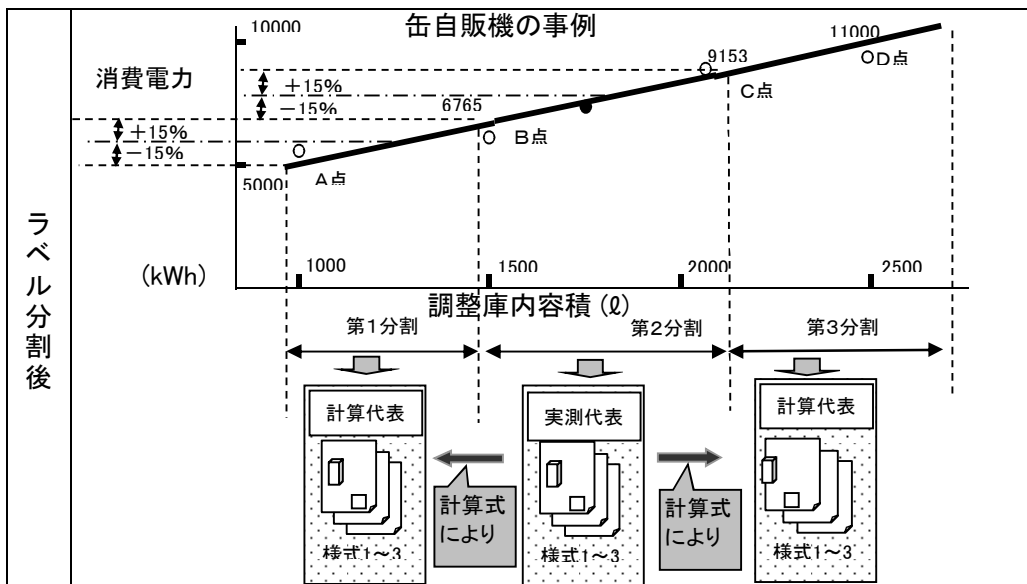 缶自販機の事例
10000
11000
9153
消費電力
+15%
D点
-15%
C点
6765
+15%
B点
-15%
5000
A点
ラベル分割後
(kWh)
1000
1500
2000
2500
調整庫内容積(ℓ)
第1分割
第2分割
第3分割
計算代表
実測代表
計算代表
計算式
により
計算式
により
様式1~3
様式1~3
様式1~3